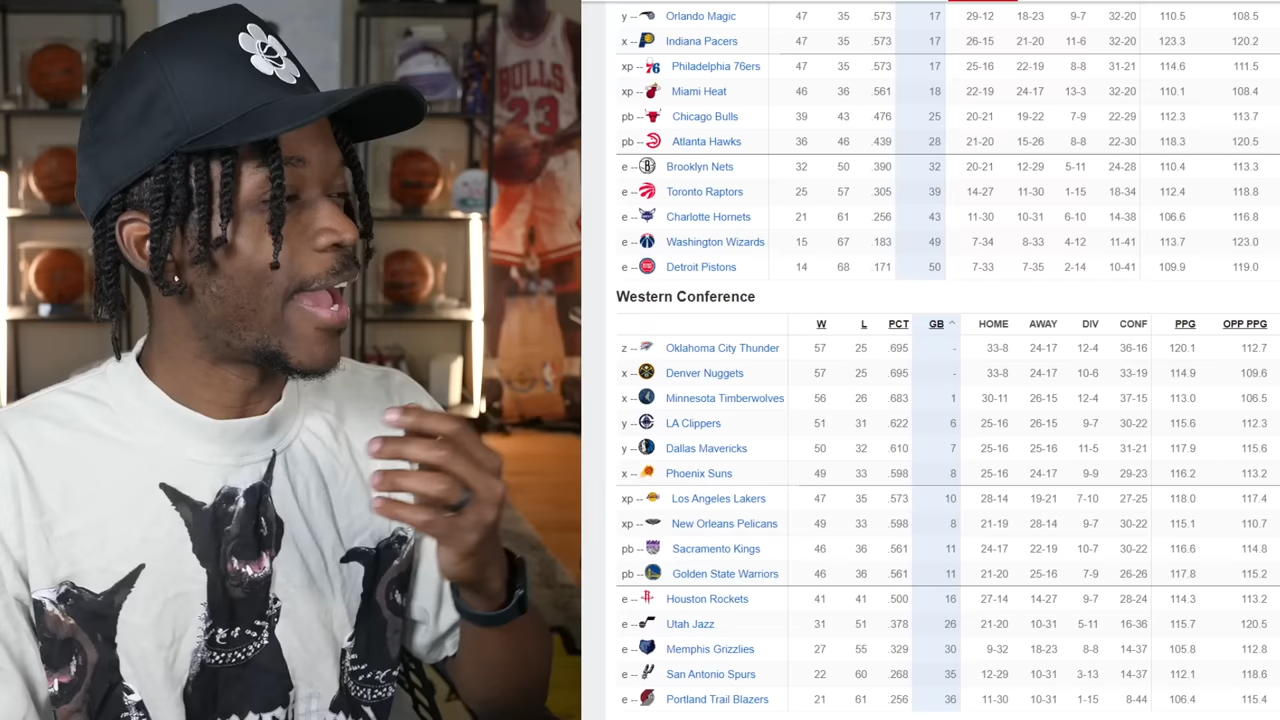 BULLS
23
y -- Orlando Magic 47 35 .573 17 29-12 18-23 9-7 32-20 110.5 108.5
x -- Indiana Pacers 47 35 .573 17 26-15 21-20 11-6 32-20 123.3 120.2
xp -- Philadelphia 76ers 47 35 .573 17 25-16 22-19 8-8 31-21 114.6 111.5
xp -- Miami Heat 46 36 .561 18 22-19 24-17 13-3 32-20 110.1 108.4
pb -- Chicago Bulls 39 43 .476 25 20-21 19-22 7-9 22-29 112.3 113.7
pb -- Atlanta Hawks 36 46 .439 28 21-20 15-26 8-8 22-30 118.3 120.5
e -- Brooklyn Nets 32 50 .390 32 20-21 12-29 5-11 24-28 110.4 113.3
e -- Toronto Raptors 25 57 .305 39 14-27 11-30 1-15 18-34 112.4 118.8
e -- Charlotte Hornets 21 61 .256 43 11-30 10-31 6-10 14-38 106.6 116.8
e -- Washington Wizards 15 67 .183 49 7-34 8-33 4-12 11-41 113.7 123.0
e -- Detroit Pistons 14 68 .171 50 7-33 7-35 2-14 10-41 109.9 119.0
Western Conference
W L PCT GB HOME AWAY DIV CONF PPG OPP PPG
z -- Oklahoma City Thunder 57 25 .695 - 33-8 24-17 12-4 36-16 120.1 112.7
x -- Denver Nuggets 57 25 .695 - 33-8 24-17 10-6 33-19 114.9 109.6
x -- Minnesota Timberwolves 56 26 .683 1 30-11 26-15 12-4 37-15 113.0 106.5
y -- LA Clippers 51 31 .622 6 25-16 26-15 9-7 30-22 115.6 112.3
y -- Dallas Mavericks 50 32 .610 7 25-16 25-16 11-5 31-21 117.9 115.6
x -- Phoenix Suns 49 33 .598 8 25-16 24-17 9-9 29-23 116.2 113.2
xp -- Los Angeles Lakers 47 35 .573 10 28-14 19-21 7-10 27-25 118.0 117.4
xp -- New Orleans Pelicans 49 33 .598 8 21-19 28-14 9-7 30-22 115.1 110.7
pb -- Sacramento Kings 46 36 .561 11 24-17 22-19 10-7 30-22 116.6 114.8
pb -- Golden State Warriors 46 36 .561 11 21-20 25-16 7-9 26-26 117.8 115.2
e -- Houston Rockets 41 41 .500 16 27-14 14-27 9-7 28-24 114.3 113.2
e -- Utah Jazz 31 51 .378 26 21-20 10-31 5-11 16-36 115.7 120.5
e -- Memphis Grizzlies 27 55 .329 30 9-32 18-23 8-8 14-37 105.8 112.8
e -- San Antonio Spurs 22 60 .268 35 12-29 10-31 3-13 14-37 112.1 118.6
e -- Portland Trail Blazers 21 61 .256 36 11-30 10-31 1-15 8-44 106.4 115.4